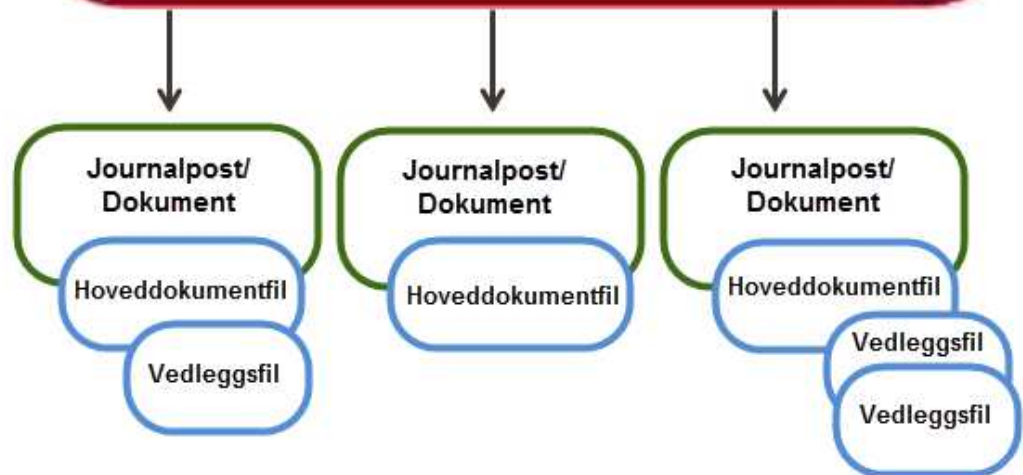 Journalpost/
Dokument
Hoveddokumentfil
Vedleggsfil
Journalpost/
Dokument
Hoveddokumentfil
Journalpost/
Dokument
Hoveddokumentfil
Vedleggsfil
Vedleggsfil